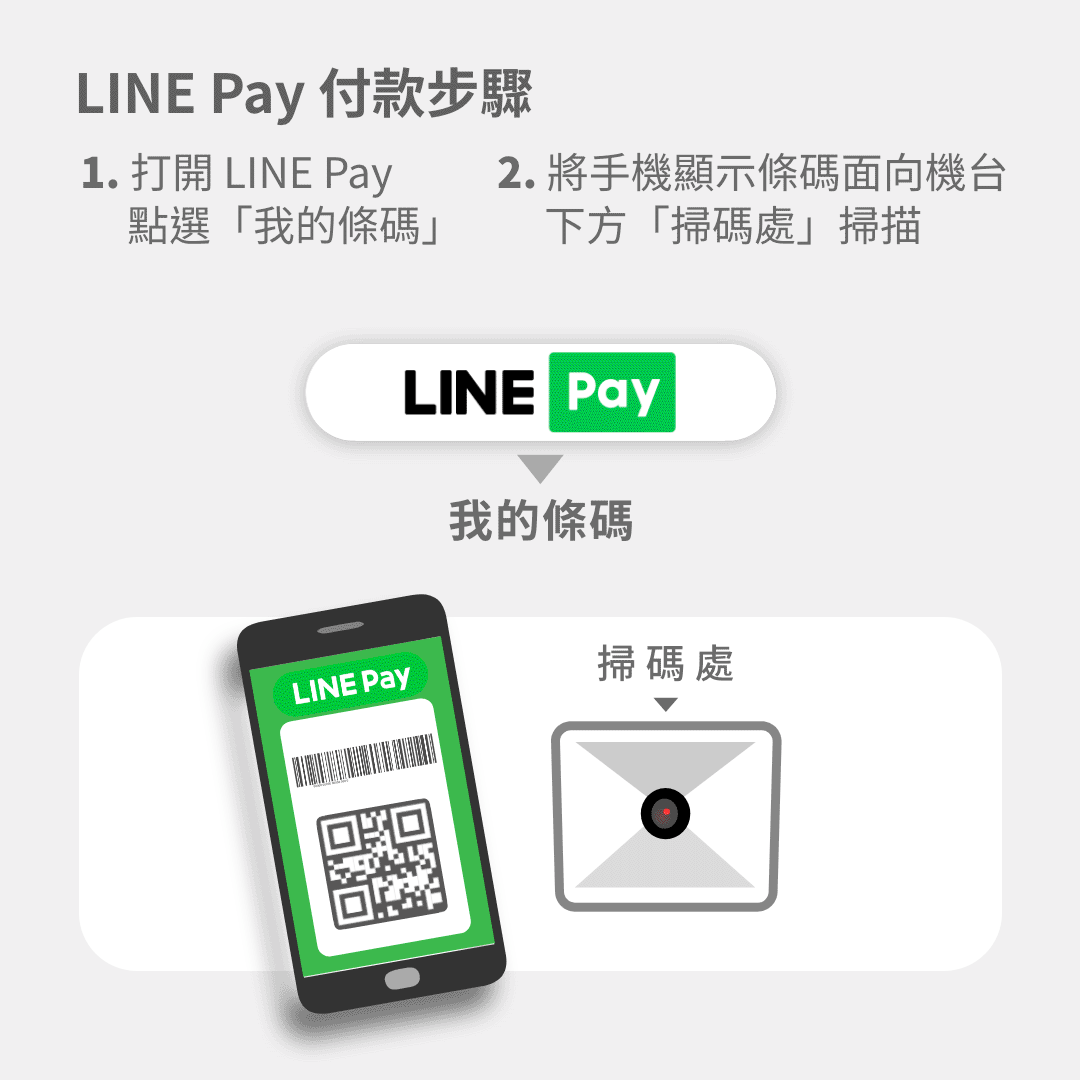 LINE Pay 付款步驟
1. 打開 LINE Pay
點選「我的條碼」
2. 將手機顯示條碼面向機台
下方「掃碼處」掃描
LINE Pay
我的條碼
LINE Pay
掃碼處